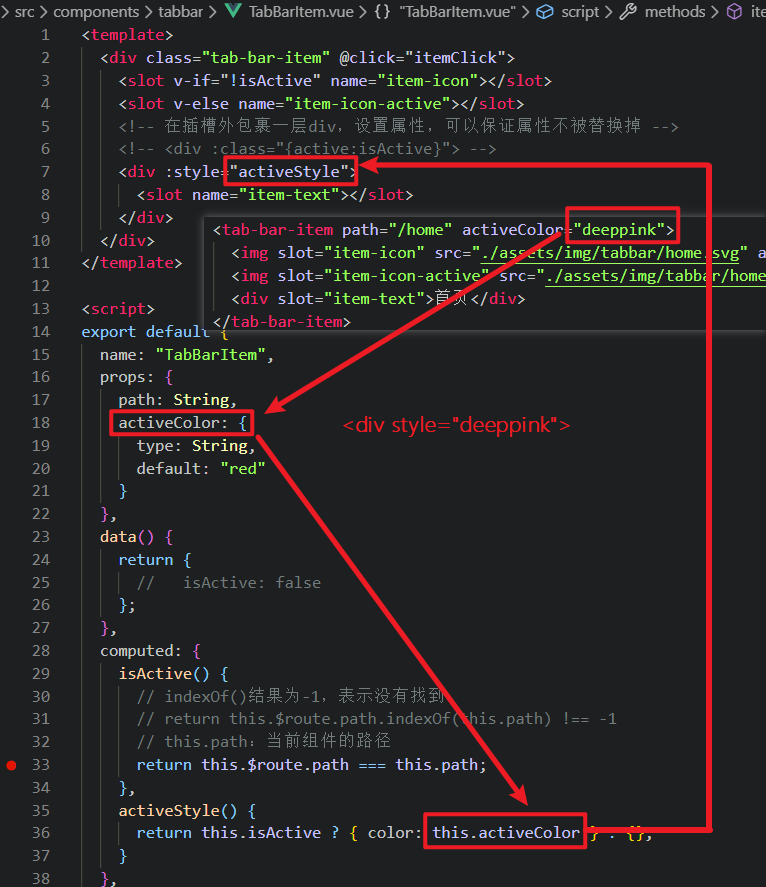 src > components > tabbar > TabBarItem.vue > {} "TabBarItem.vue" > script > methods > ite
1 <template>
2 <div class="tab-bar-item" @click="itemClick">
3 <slot v-if="!isActive" name="item-icon"></slot>
4 <slot v-else name="item-icon-active"></slot>
5 <!-- 在插槽外包裹一层div，设置属性，可以保证属性不被替换掉 -->
6 <!-- <div :class="{active:isActive}"> -->
7 <div :style="activeStyle">
8 <slot name="item-text"></slot>
9 </div>
10 </div>
11 </template>
12
<tab-bar-item path="/home" activeColor="deeppink">
<img slot="item-icon" src="./assets/img/tabbar/home.svg" a
<img slot="item-icon-active" src="./assets/img/tabbar/home
<div slot="item-text">首页</div>
</tab-bar-item>
13 <script>
14 export default {
15 name: "TabBarItem",
16 props: {
17 path: String,
18 activeColor: {
<div style="deeppink">
19 type: String,
20 default: "red"
21 }
22 },
23 data() {
24 return {
25 // isActive: false
26 };
27 },
28 computed: {
29 isActive() {
30 // indexOf()结果为-1，表示没有找到
31 // return this.$route.path.indexOf(this.path) !== -1
32 // this.path：当前组件的路径
33 return this.$route.path === this.path;
34 },
35 activeStyle() {
36 return this.isActive ? { color: this.activeColor } : {};
37 }
38 },